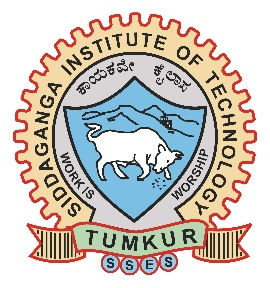 SIDDAGANGA INSTITUTE OF TECHNOLOGY
ಕಾಯಕವೇ ಕೈಲಾಸ
WORK IS WORSHIP
TUMKUR
SSES